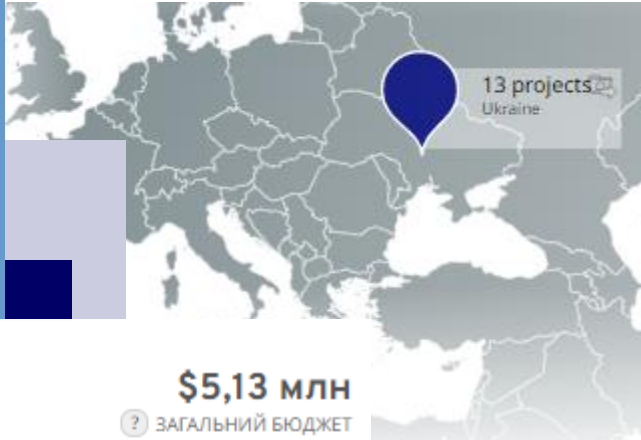 13 projects
Ukraine
$5,13 млн
? ЗАГАЛЬНИЙ БЮДЖЕТ